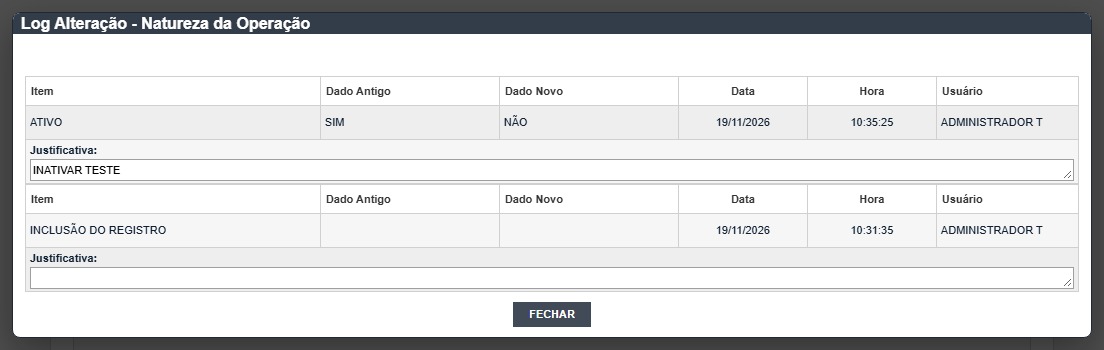 Log Alteração - Natureza da Operação
Item Dado Antigo Dado Novo Data Hora Usuário
ATIVO SIM NÃO 19/11/2026 10:35:25 ADMINISTRADOR T
Justificativa:
INATIVAR TESTE
Item Dado Antigo Dado Novo Data Hora Usuário
INCLUSÃO DO REGISTRO 19/11/2026 10:31:35 ADMINISTRADOR T
Justificativa:
FECHAR